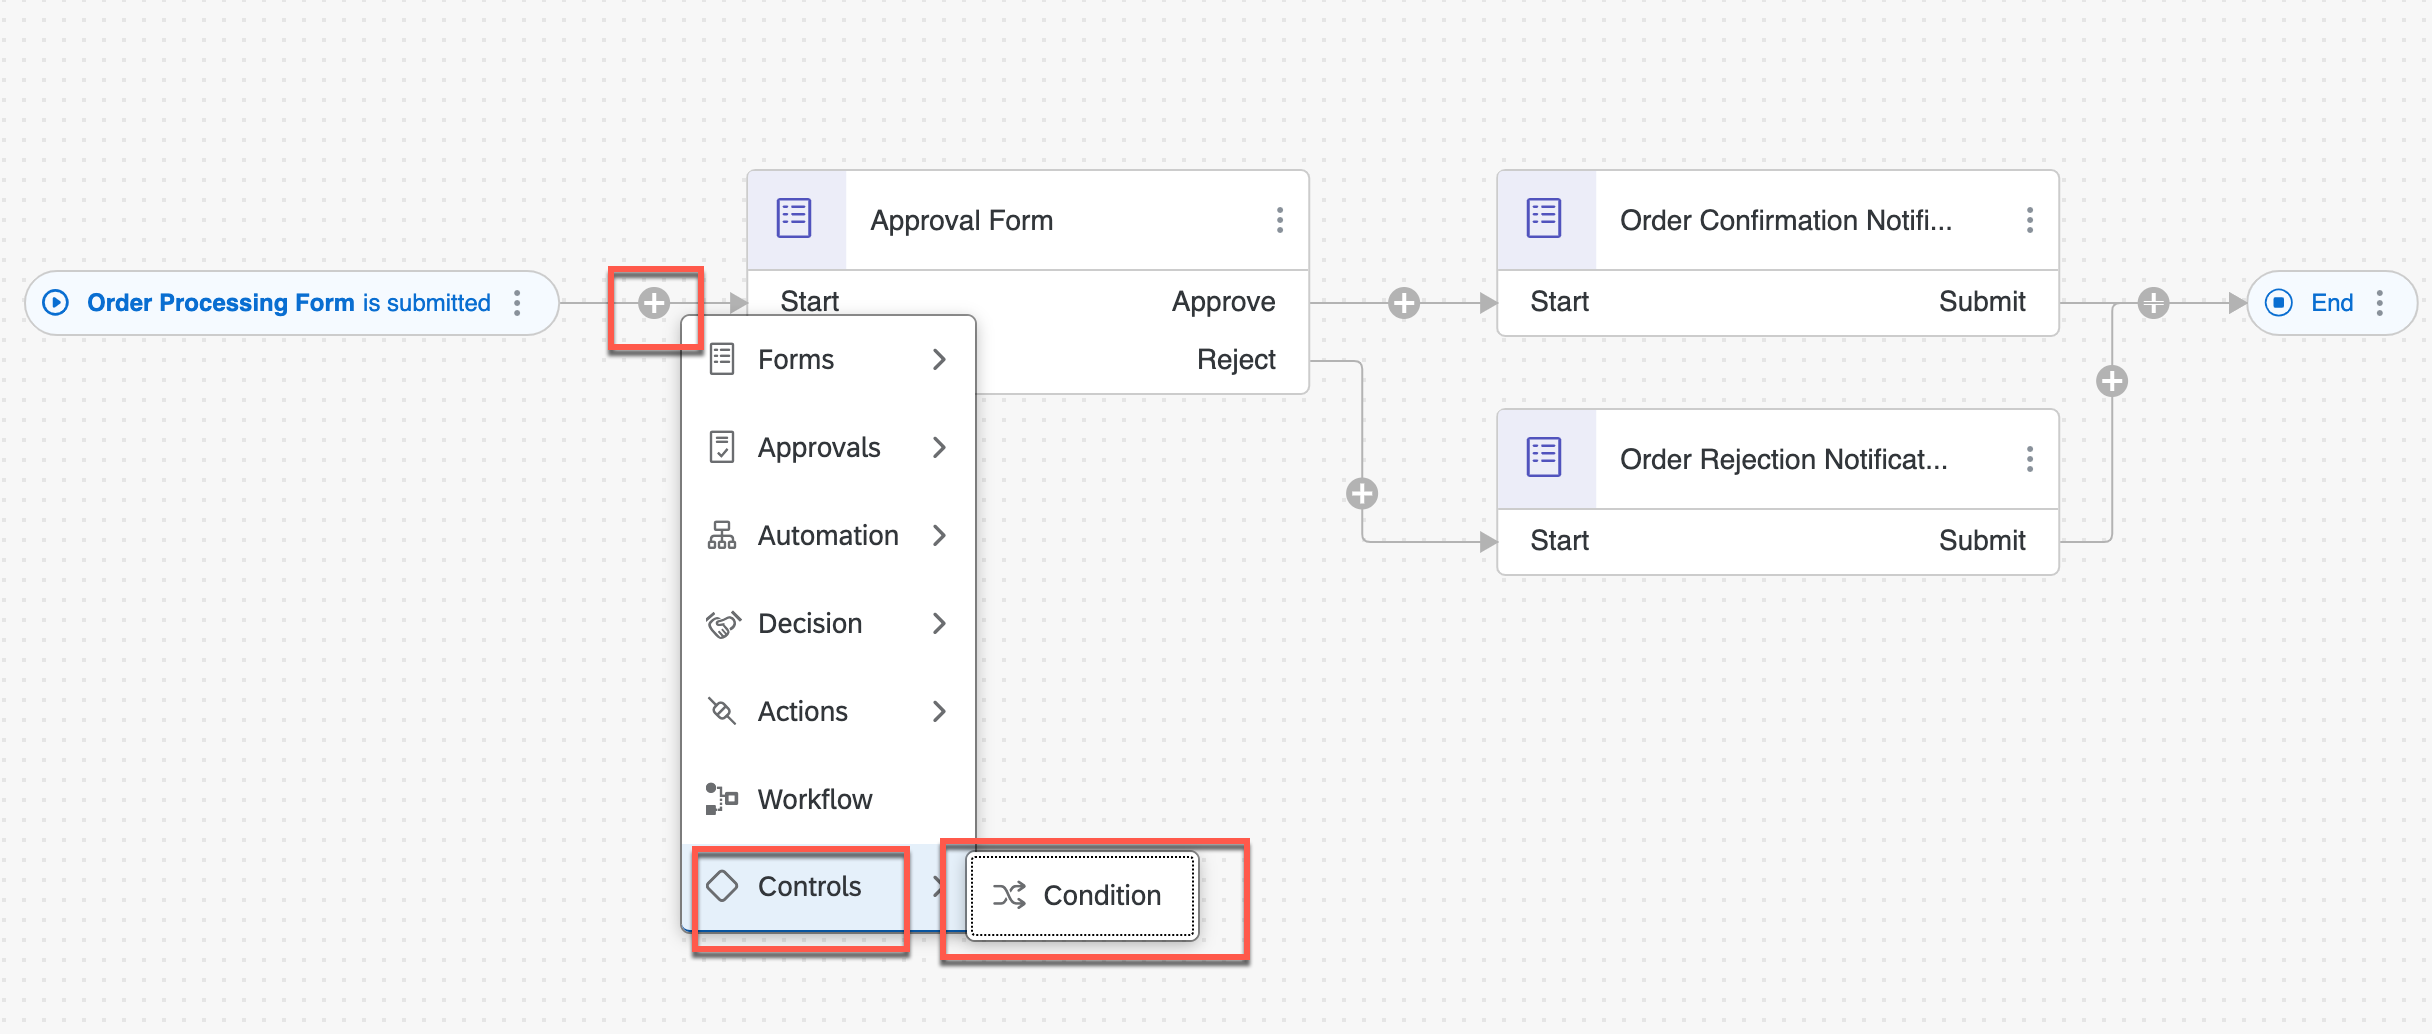 Order Processing Form is submitted
Approval Form
Start
Approve
Reject
Order Confirmation Notifi...
Start
Submit
Order Rejection Notificat...
Start
Submit
End
Forms
Approvals
Automation
Decision
Actions
Workflow
Controls
Condition